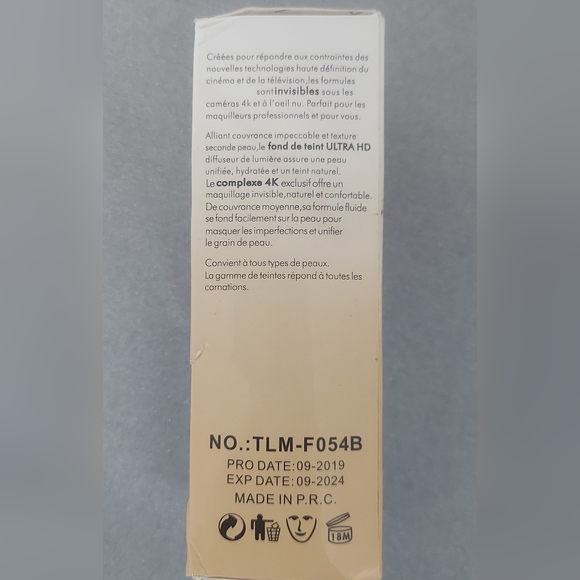 Créées pour répondre aux contraintes des
nouvelles technologies haute définition du
cinéma et de la télévision,les formules
sont invisibles sous les
caméras 4k et à l'oeil nu. Parfait pour les
maquilleurs professionnels et pour vous.
Alliant couvrance impeccable et texture
seconde peau,le fond de teint ULTRA HD
diffuseur de lumière assure une peau
unifiée, hydratée et un teint naturel.
Le complexe 4K exclusif offre un
maquillage invisible,naturel et confortable.
De couvrance moyenne,sa formule fluide
se fond facilement sur la peau pour
masquer les imperfections et unifier
le grain de peau.
Convient à tous types de peaux.
La gamme de teintes répond à toutes les
carnations.
NO.:TLM-F054B
PRO DATE:09-2019
EXP DATE:09-2024
MADE IN P.R.C.
18M